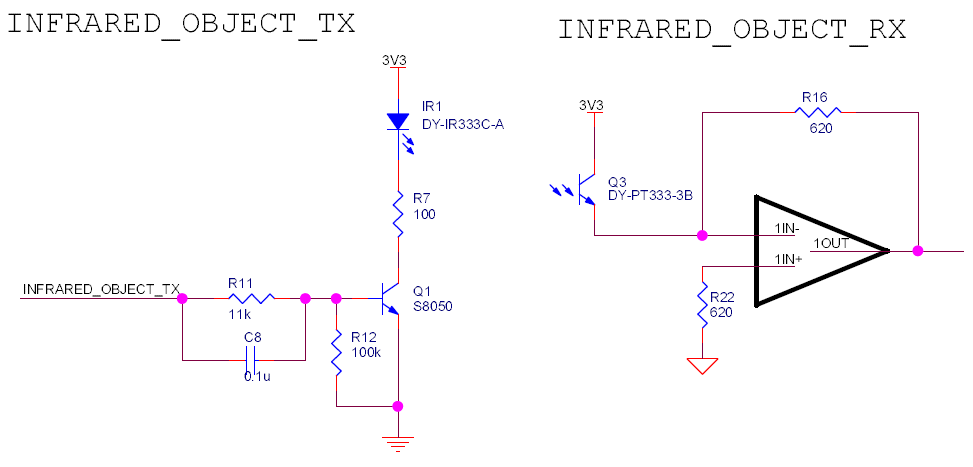 INFRARED_OBJECT_TX
INFRARED_OBJECT_RX
3V3
IR1
DY-IR333C-A
R7
100
INFRARED_OBJECT_TX
R11
11k
C8
0.1u
Q1
S8050
R12
100k
3V3
Q3
DY-PT333-3B
R16
620
1IN-
1OUT
1IN+
R22
620